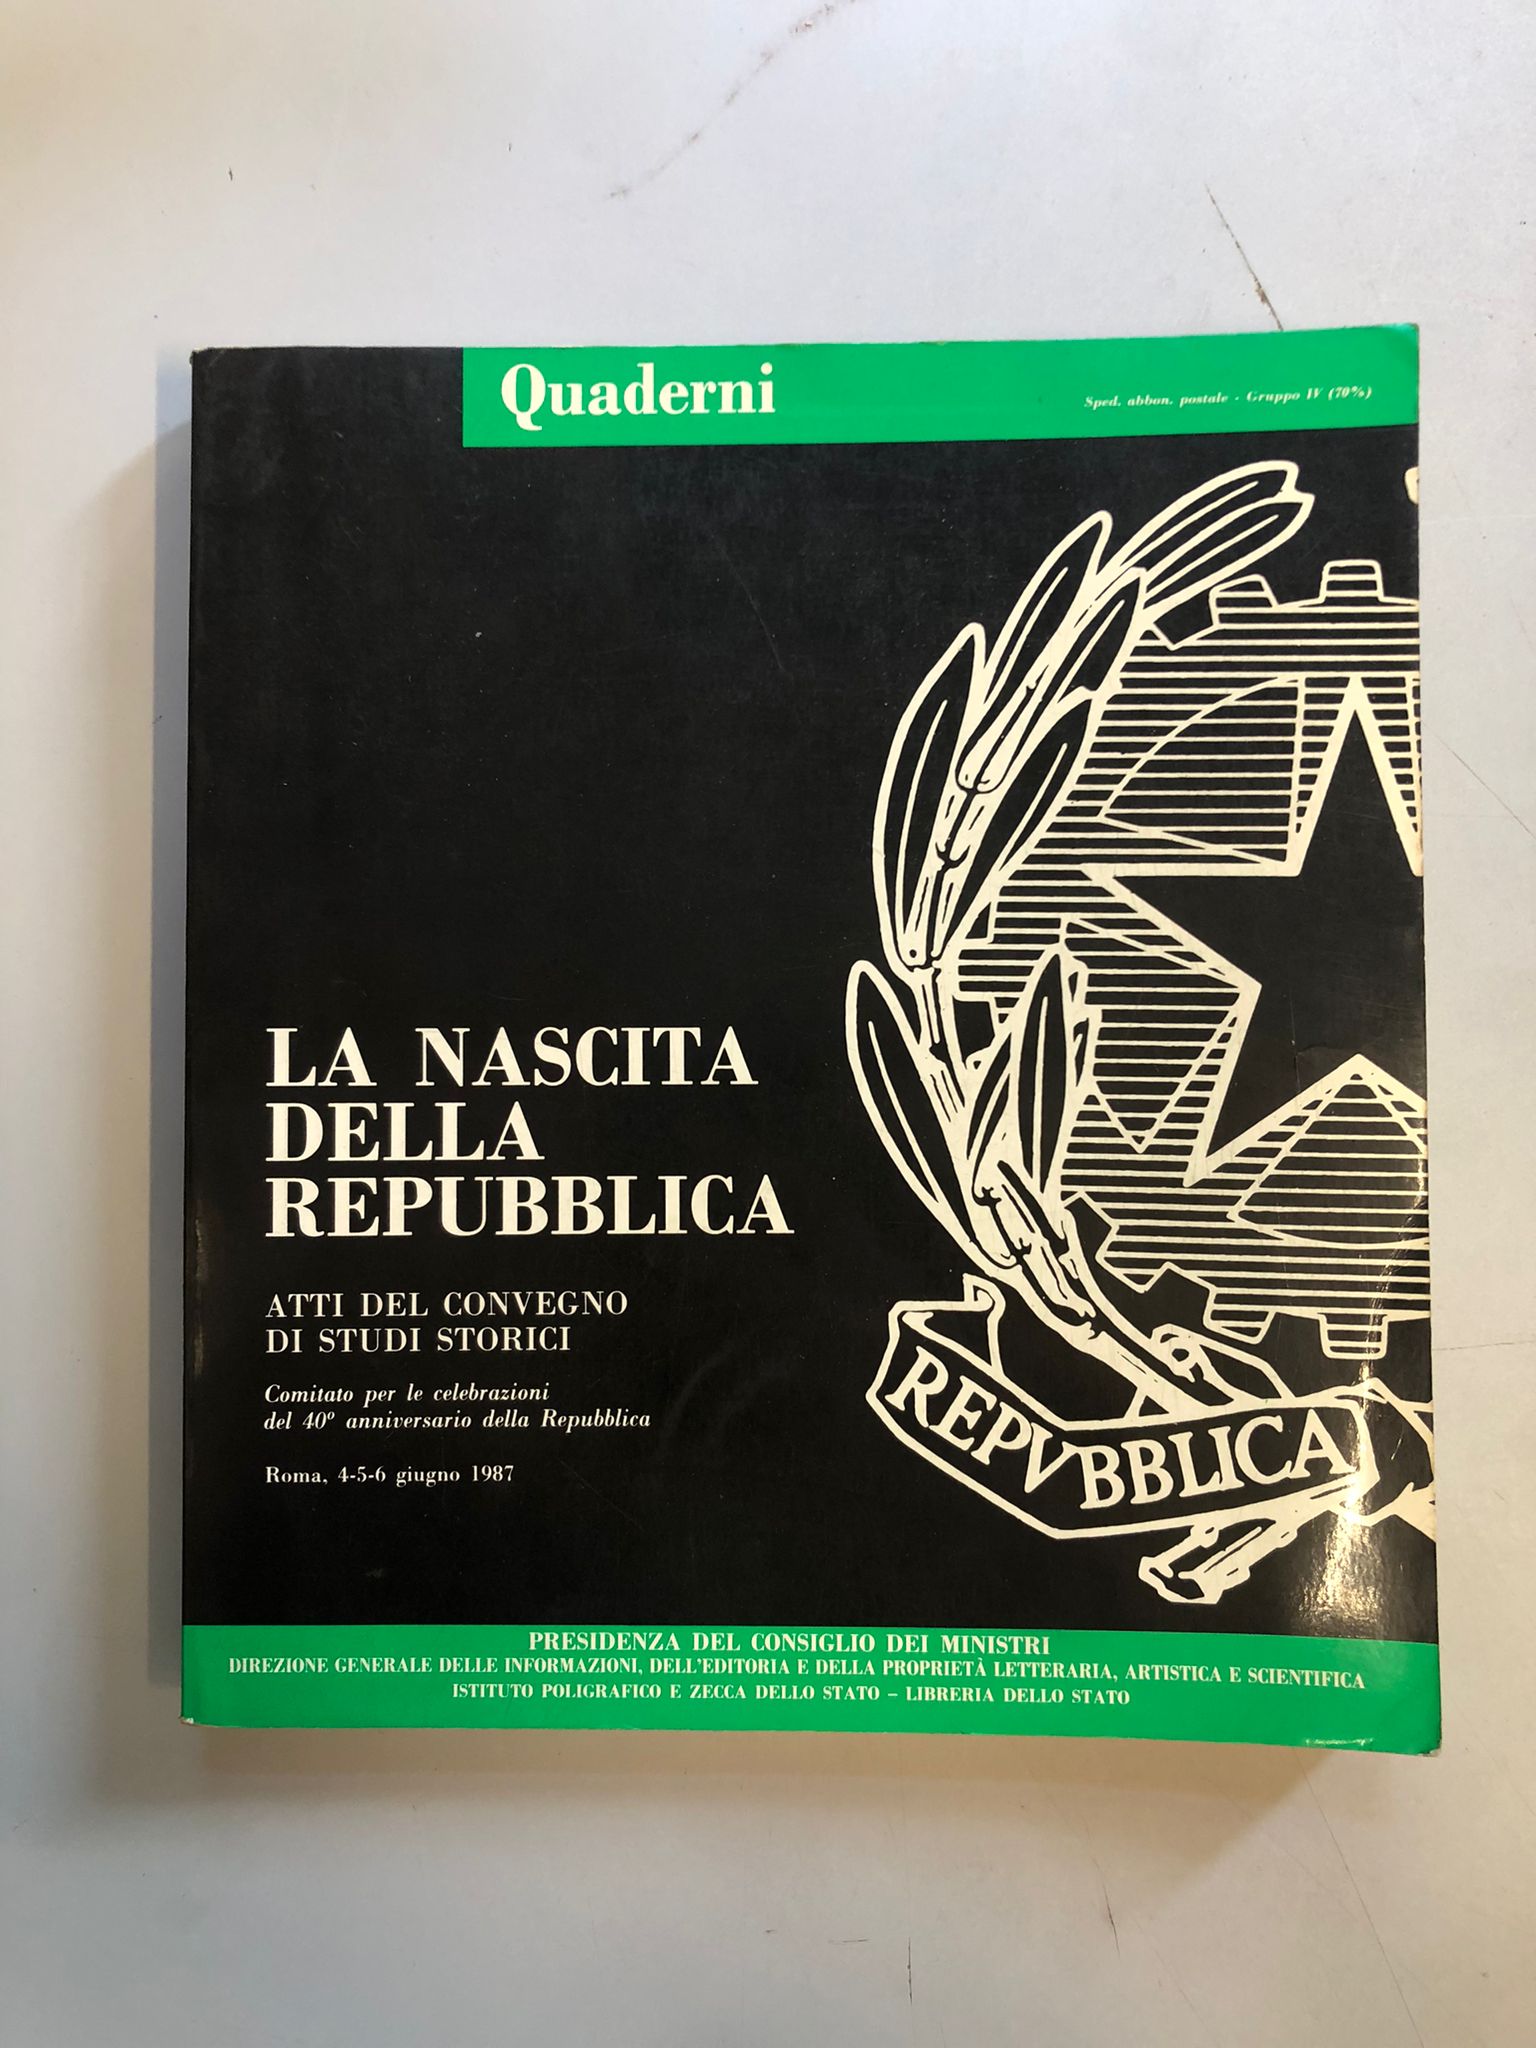 Quaderni
Sped. abbon. postale - Gruppo IV (70%)
LA NASCITA
DELLA
REPUBBLICA
ATTI DEL CONVEGNO
DI STUDI STORICI
Comitato per le celebrazioni
del 40º anniversario della Repubblica
Roma, 4-5-6 giugno 1987
REPVBBLICA
PRESIDENZA DEL CONSIGLIO DEI MINISTRI
DIREZIONE GENERALE DELLE INFORMAZIONI, DELL'EDITORIA E DELLA PROPRIETÀ LETTERARIA, ARTISTICA E SCIENTIFICA
ISTITUTO POLIGRAFICO E ZECCA DELLO STATO – LIBRERIA DELLO STATO